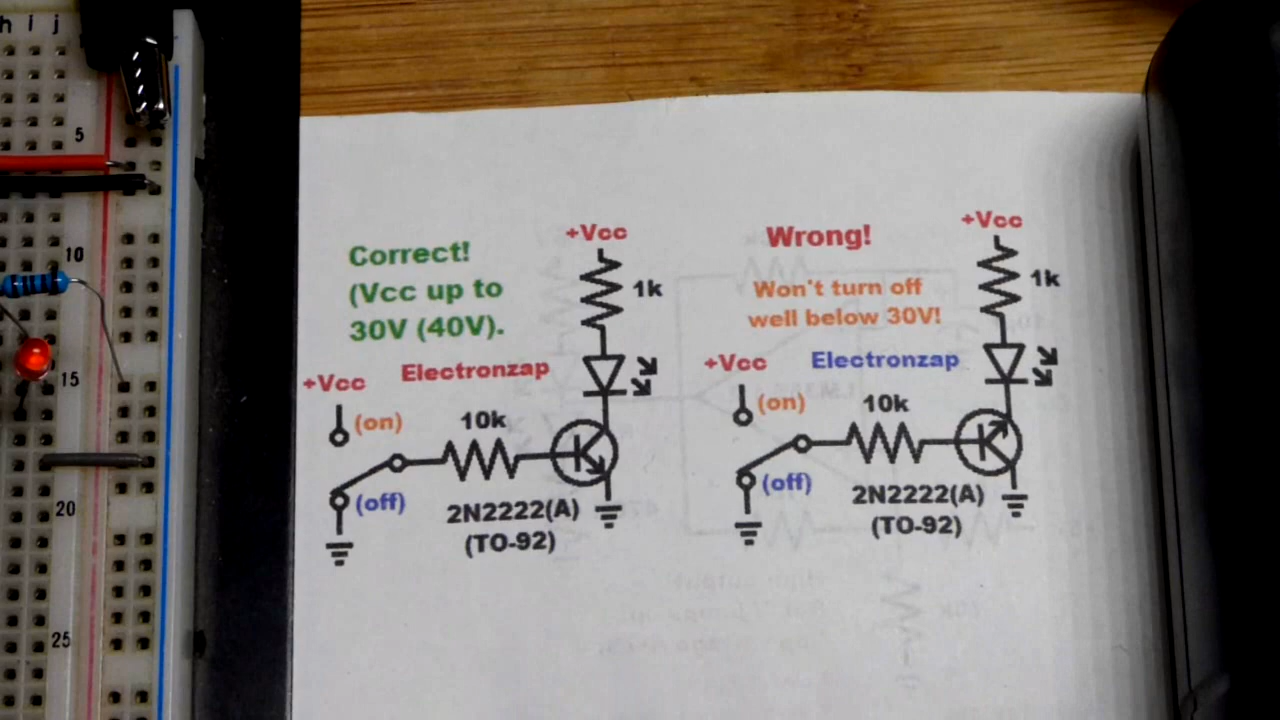 h i j
5
10
15
20
25
Correct!
(Vcc up to
30V (40V).
Electronzap
+Vcc
1k
+Vcc
(on)
10k
(off)
2N2222(A)
(TO-92)
Wrong!
Won't turn off
well below 30V!
Electronzap
+Vcc
1k
+Vcc
(on)
10k
(off)
2N2222(A)
(TO-92)